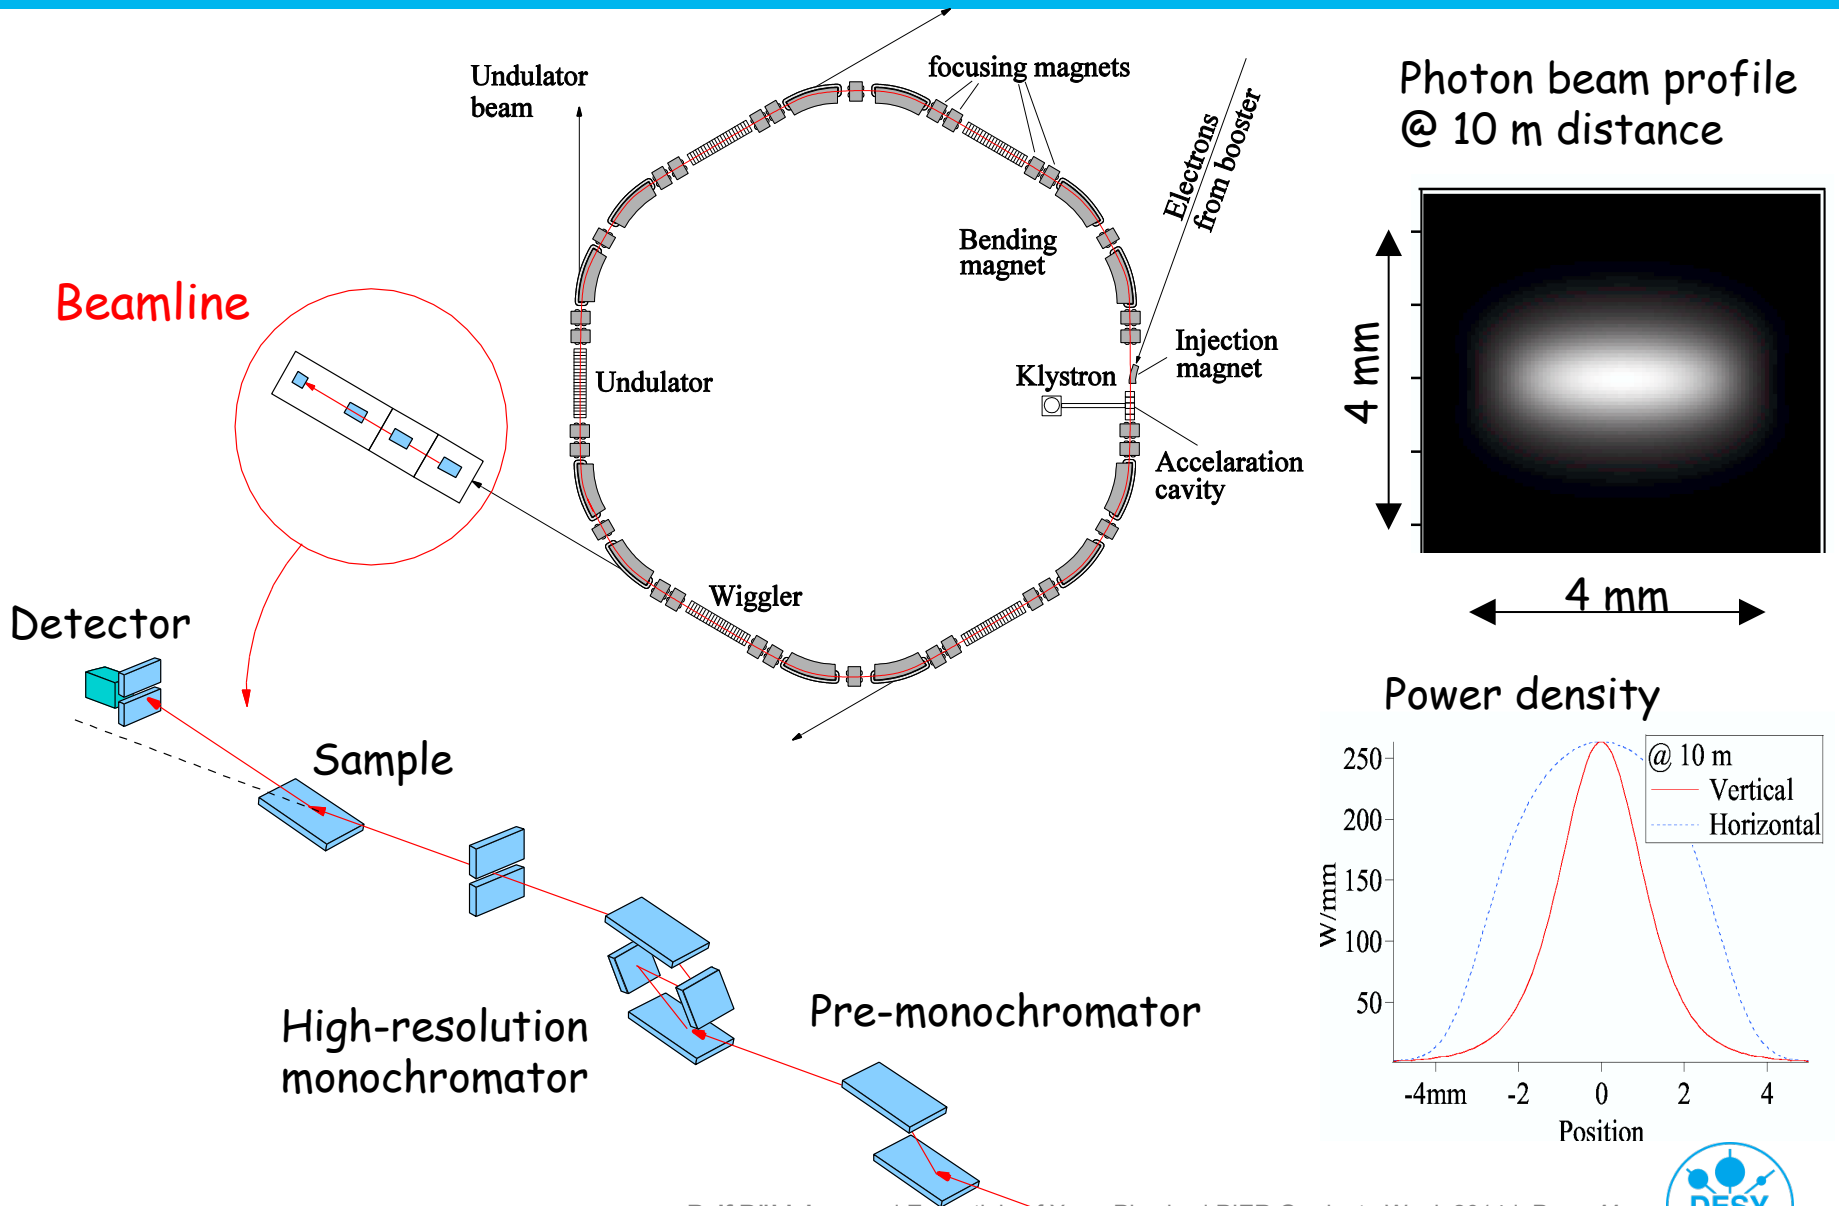 Undulator
beam
focusing magnets
Electrons
from booster
Bending
magnet
Injection
magnet
Klystron
Undulator
Accelaration
cavity
Wiggler
Beamline
Detector
Sample
High-resolution
monochromator
Pre-monochromator
Photon beam profile
@ 10 m distance
4 mm
4 mm
Power density
@ 10 m
Vertical
Horizontal
W/mm
250
200
150
100
50
-4mm -2 0 2 4
Position
DESY